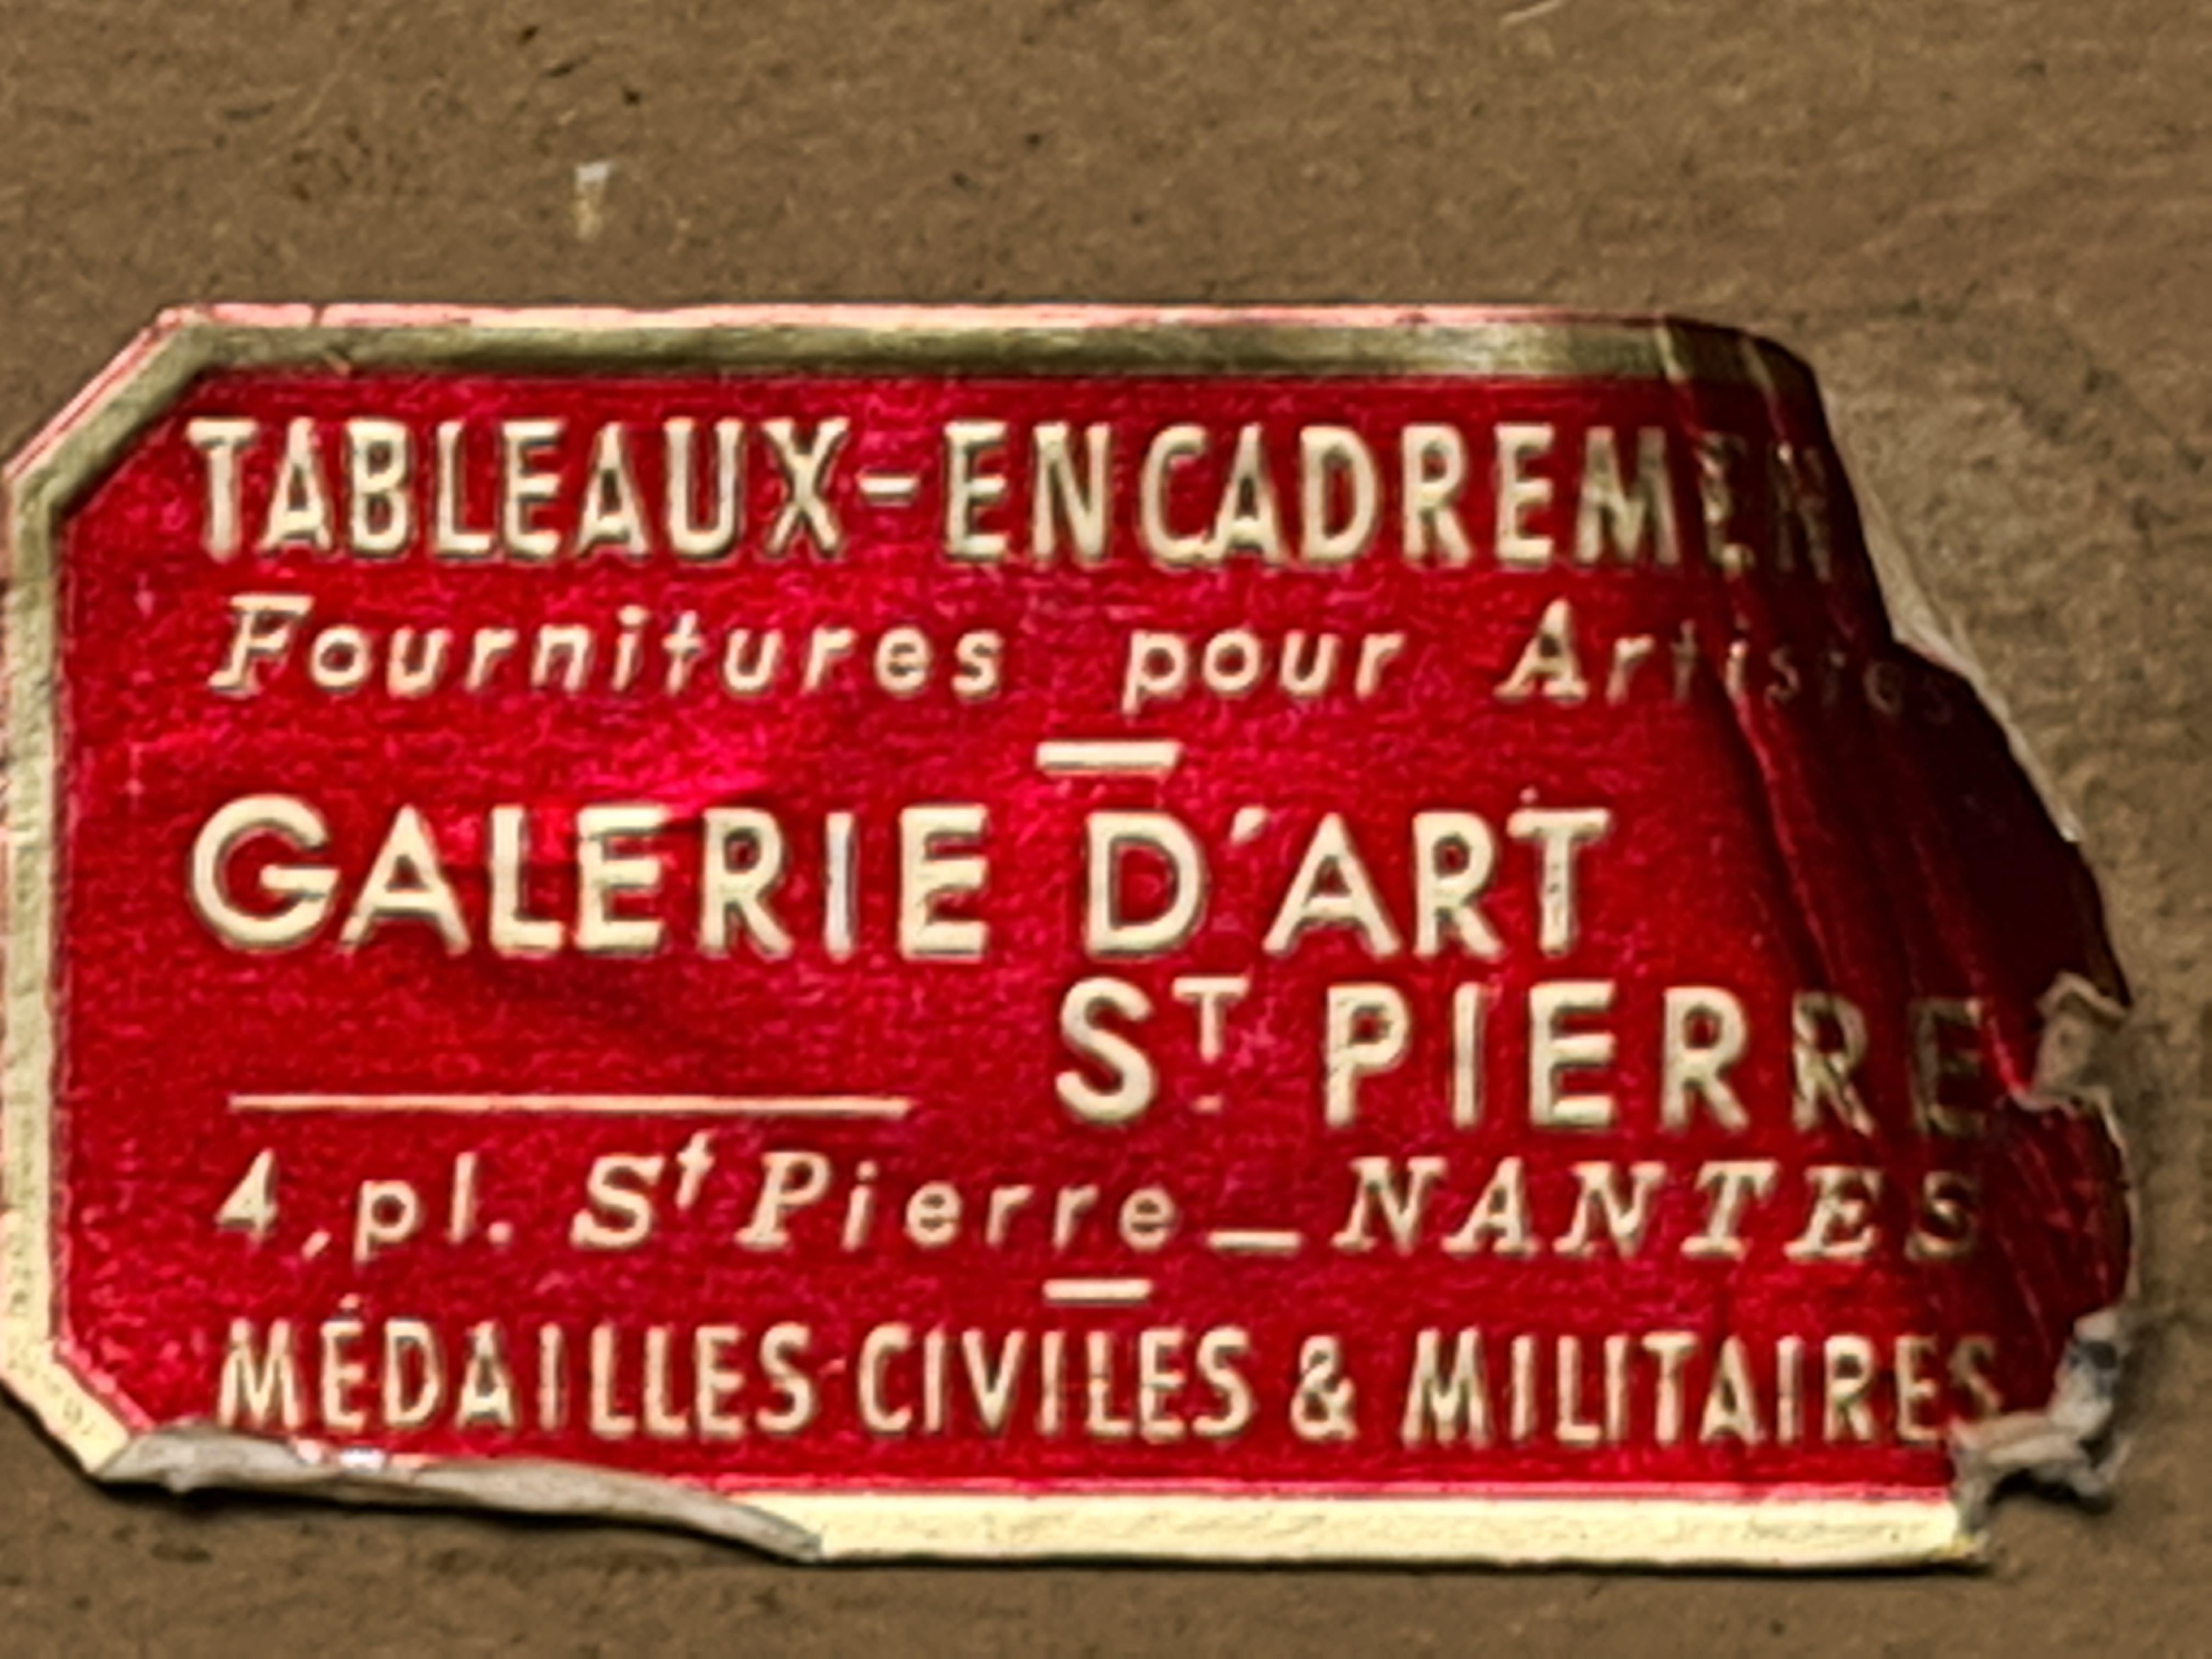 TABLEAUX-ENCADREMEN
Fournitures pour Artistes
GALERIE D'ART
ST PIERRE
4, pl. St Pierre _ NANTES
MÉDAILLES CIVILES & MILITAIRES